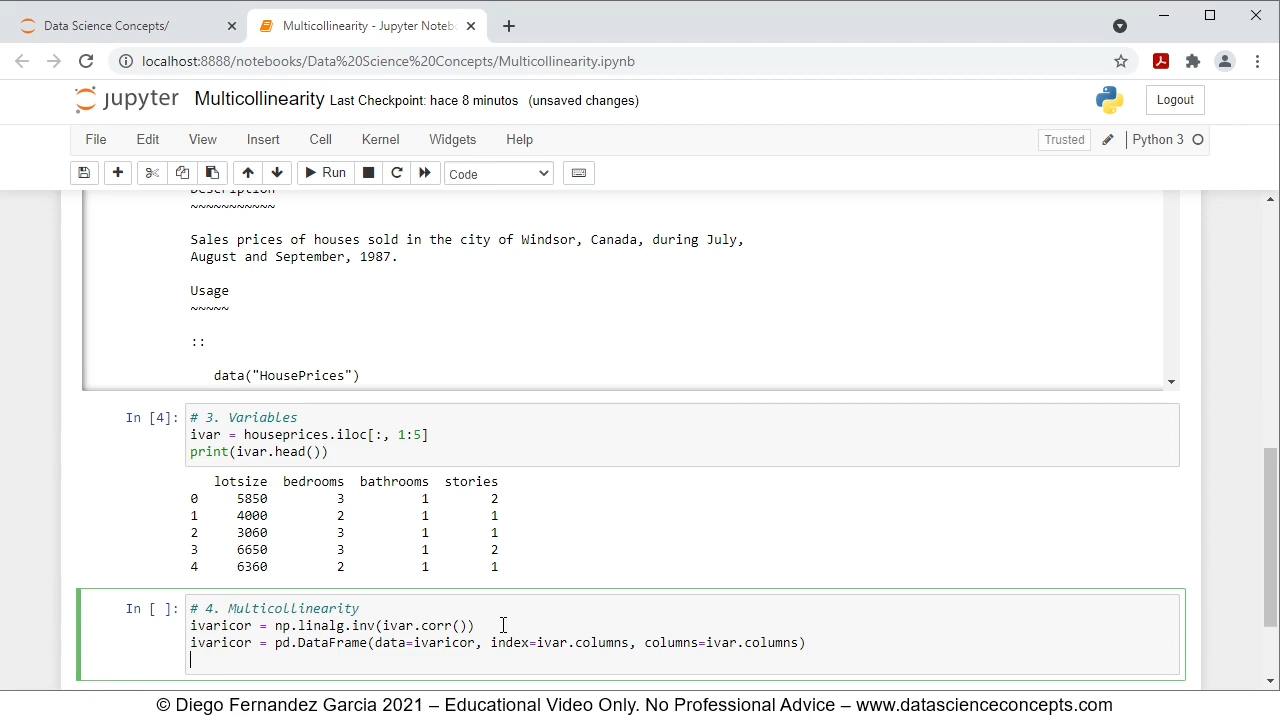 Data Science Concepts/
Multicollinearity - Jupyter Noteb
localhost:8888/notebooks/Data%20Science%20Concepts/Multicollinearity.ipynb
jupyter Multicollinearity Last Checkpoint: hace 8 minutos (unsaved changes)
Logout
File Edit View Insert Cell Kernel Widgets Help
Trusted Python 3
Run Code
Description
~~~~~~~~~~~
Sales prices of houses sold in the city of Windsor, Canada, during July,
August and September, 1987.
Usage
~~~~~
::
data("HousePrices")
In [4]: # 3. Variables
ivar = houseprices.iloc[:, 1:5]
print(ivar.head())
lotsize bedrooms bathrooms stories
0 5850 3 1 2
1 4000 2 1 1
2 3060 3 1 1
3 6650 3 1 2
4 6360 2 1 1
In [ ]: # 4. Multicollinearity
ivaricor = np.linalg.inv(ivar.corr())
ivaricor = pd.DataFrame(data=ivaricor, index=ivar.columns, columns=ivar.columns)
© Diego Fernandez Garcia 2021 – Educational Video Only. No Professional Advice – www.datascienceconcepts.com